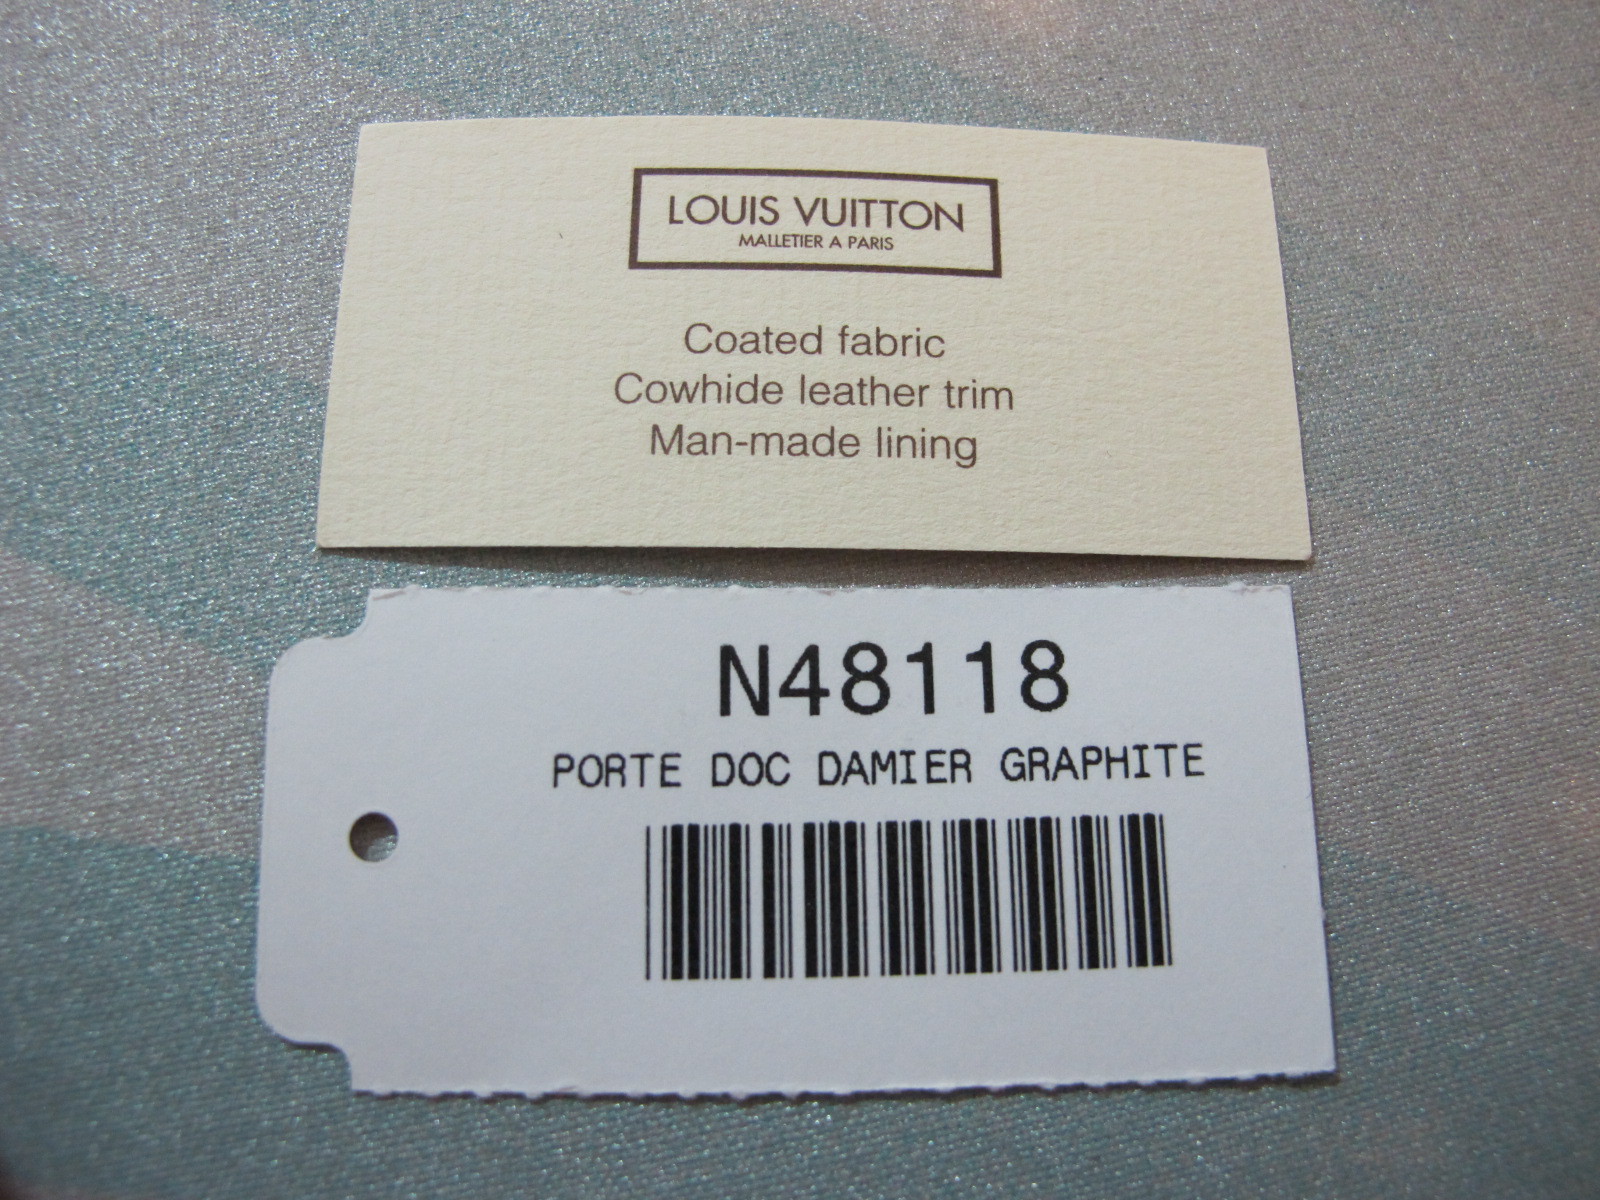 LOUIS VUITTON
MALLETIER A PARIS
Coated fabric
Cowhide leather trim
Man-made lining
N48118
PORTE DOC DAMIER GRAPHITE